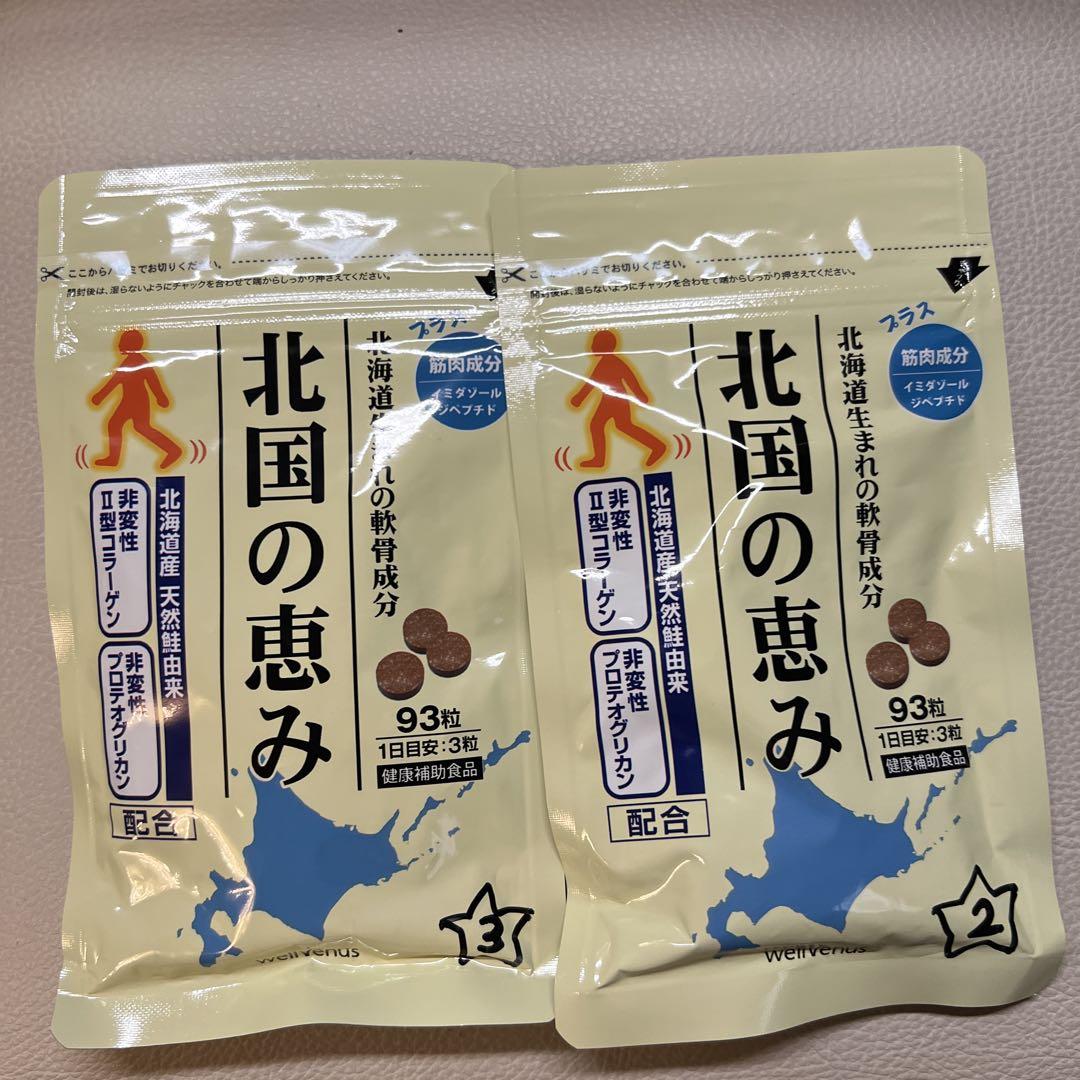 ここからハサミでお切りください。
開封後は、湿らないようにチャックを合わせて端からしっかり押さえてください。
プラス
筋肉成分
イミダゾール
ジペプチド
北海道生まれの軟骨成分
北国の恵み
北海道産 天然鮭由来
非変性
II型コラーゲン
非変性
プロテオグリカン
配合
93粒
1日目安:3粒
健康補助食品
wellvenus
3
ここからハサミでお切りください。
開封後は、湿らないようにチャックを合わせて端からしっかり押さえてください。
プラス
筋肉成分
イミダゾール
ジペプチド
北海道生まれの軟骨成分
北国の恵み
北海道産 天然鮭由来
非変性
II型コラーゲン
非変性
プロテオグリカン
配合
93粒
1日目安:3粒
健康補助食品
wellvenus
2